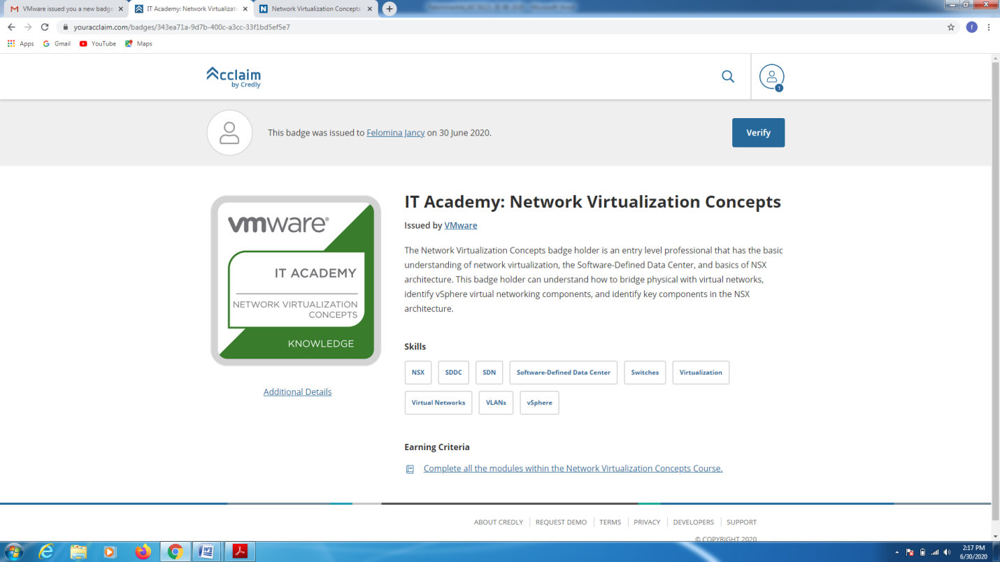 VMware issued you a new badge
IT Academy: Network Virtualizati
Network Virtualization Concepts
youracclaim.com/badges/343ea71a-9d7b-400c-a3cc-33f1bd5ef5e7
f
Apps Gmail YouTube Maps
cclaim
by Credly
1
This badge was issued to Felomina Jancy on 30 June 2020.
Verify
vmware®
IT ACADEMY
NETWORK VIRTUALIZATION
CONCEPTS
KNOWLEDGE
Additional Details
IT Academy: Network Virtualization Concepts
Issued by VMware
The Network Virtualization Concepts badge holder is an entry level professional that has the basic
understanding of network virtualization, the Software-Defined Data Center, and basics of NSX
architecture. This badge holder can understand how to bridge physical with virtual networks,
identify vSphere virtual networking components, and identify key components in the NSX
architecture.
Skills
NSX SDDC SDN Software-Defined Data Center Switches Virtualization
Virtual Networks VLANs vSphere
Earning Criteria
Complete all the modules within the Network Virtualization Concepts Course.
ABOUT CREDLY REQUEST DEMO TERMS PRIVACY DEVELOPERS SUPPORT
© COPYRIGHT 2020
2:17 PM
6/30/2020